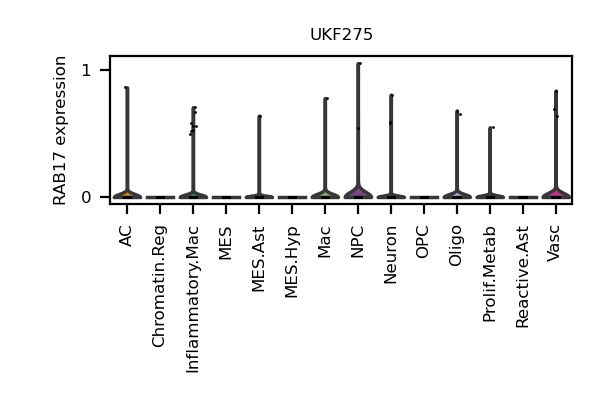 UKF275
RAB17 expression
1
0
AC
Chromatin.Reg
Inflammatory.Mac
MES
MES.Ast
MES.Hyp
Mac
NPC
Neuron
OPC
Oligo
Prolif.Metab
Reactive.Ast
Vasc